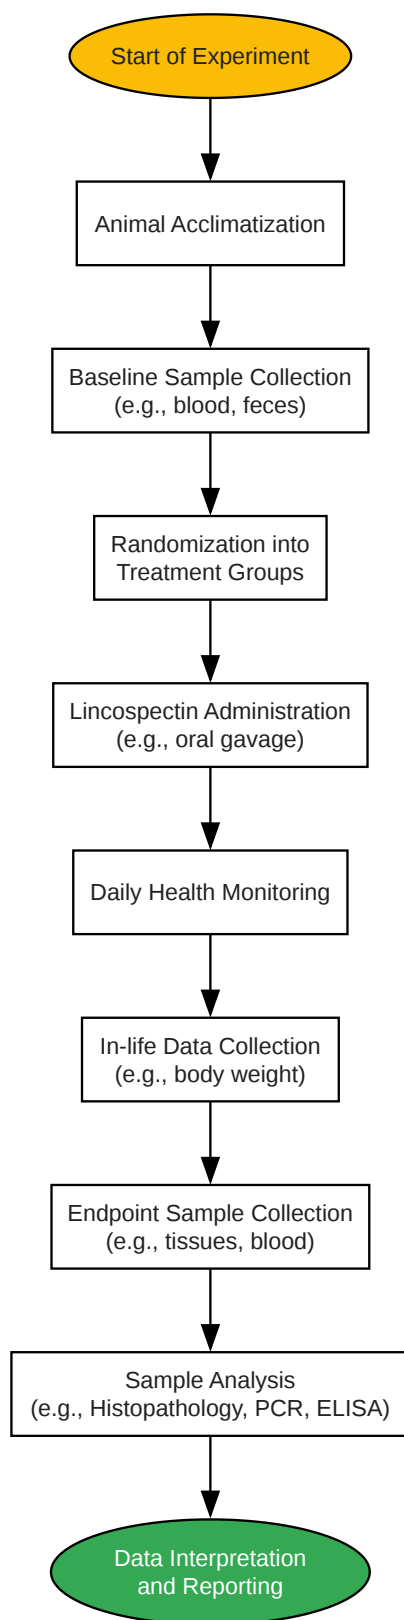 Start of Experiment
Animal Acclimatization
Baseline Sample Collection
(e.g., blood, feces)
Randomization into
Treatment Groups
Lincospectin Administration
(e.g., oral gavage)
Daily Health Monitoring
In-life Data Collection
(e.g., body weight)
Endpoint Sample Collection
(e.g., tissues, blood)
Sample Analysis
(e.g., Histopathology, PCR, ELISA)
Data Interpretation
and Reporting